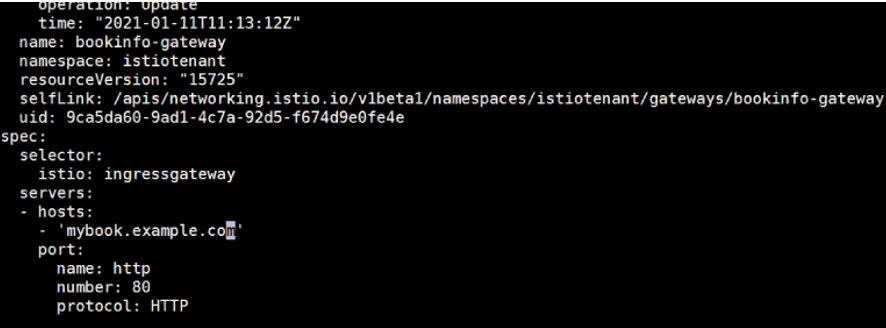 operation: Update
time: "2021-01-11T11:13:12Z"
name: bookinfo-gateway
namespace: istiotenant
resourceVersion: "15725"
selfLink: /apis/networking.istio.io/v1beta1/namespaces/istiotenant/gateways/bookinfo-gateway
uid: 9ca5da60-9ad1-4c7a-92d5-f674d9e0fe4e
spec:
selector:
istio: ingressgateway
servers:
- hosts:
- 'mybook.example.com'
port:
name: http
number: 80
protocol: HTTP